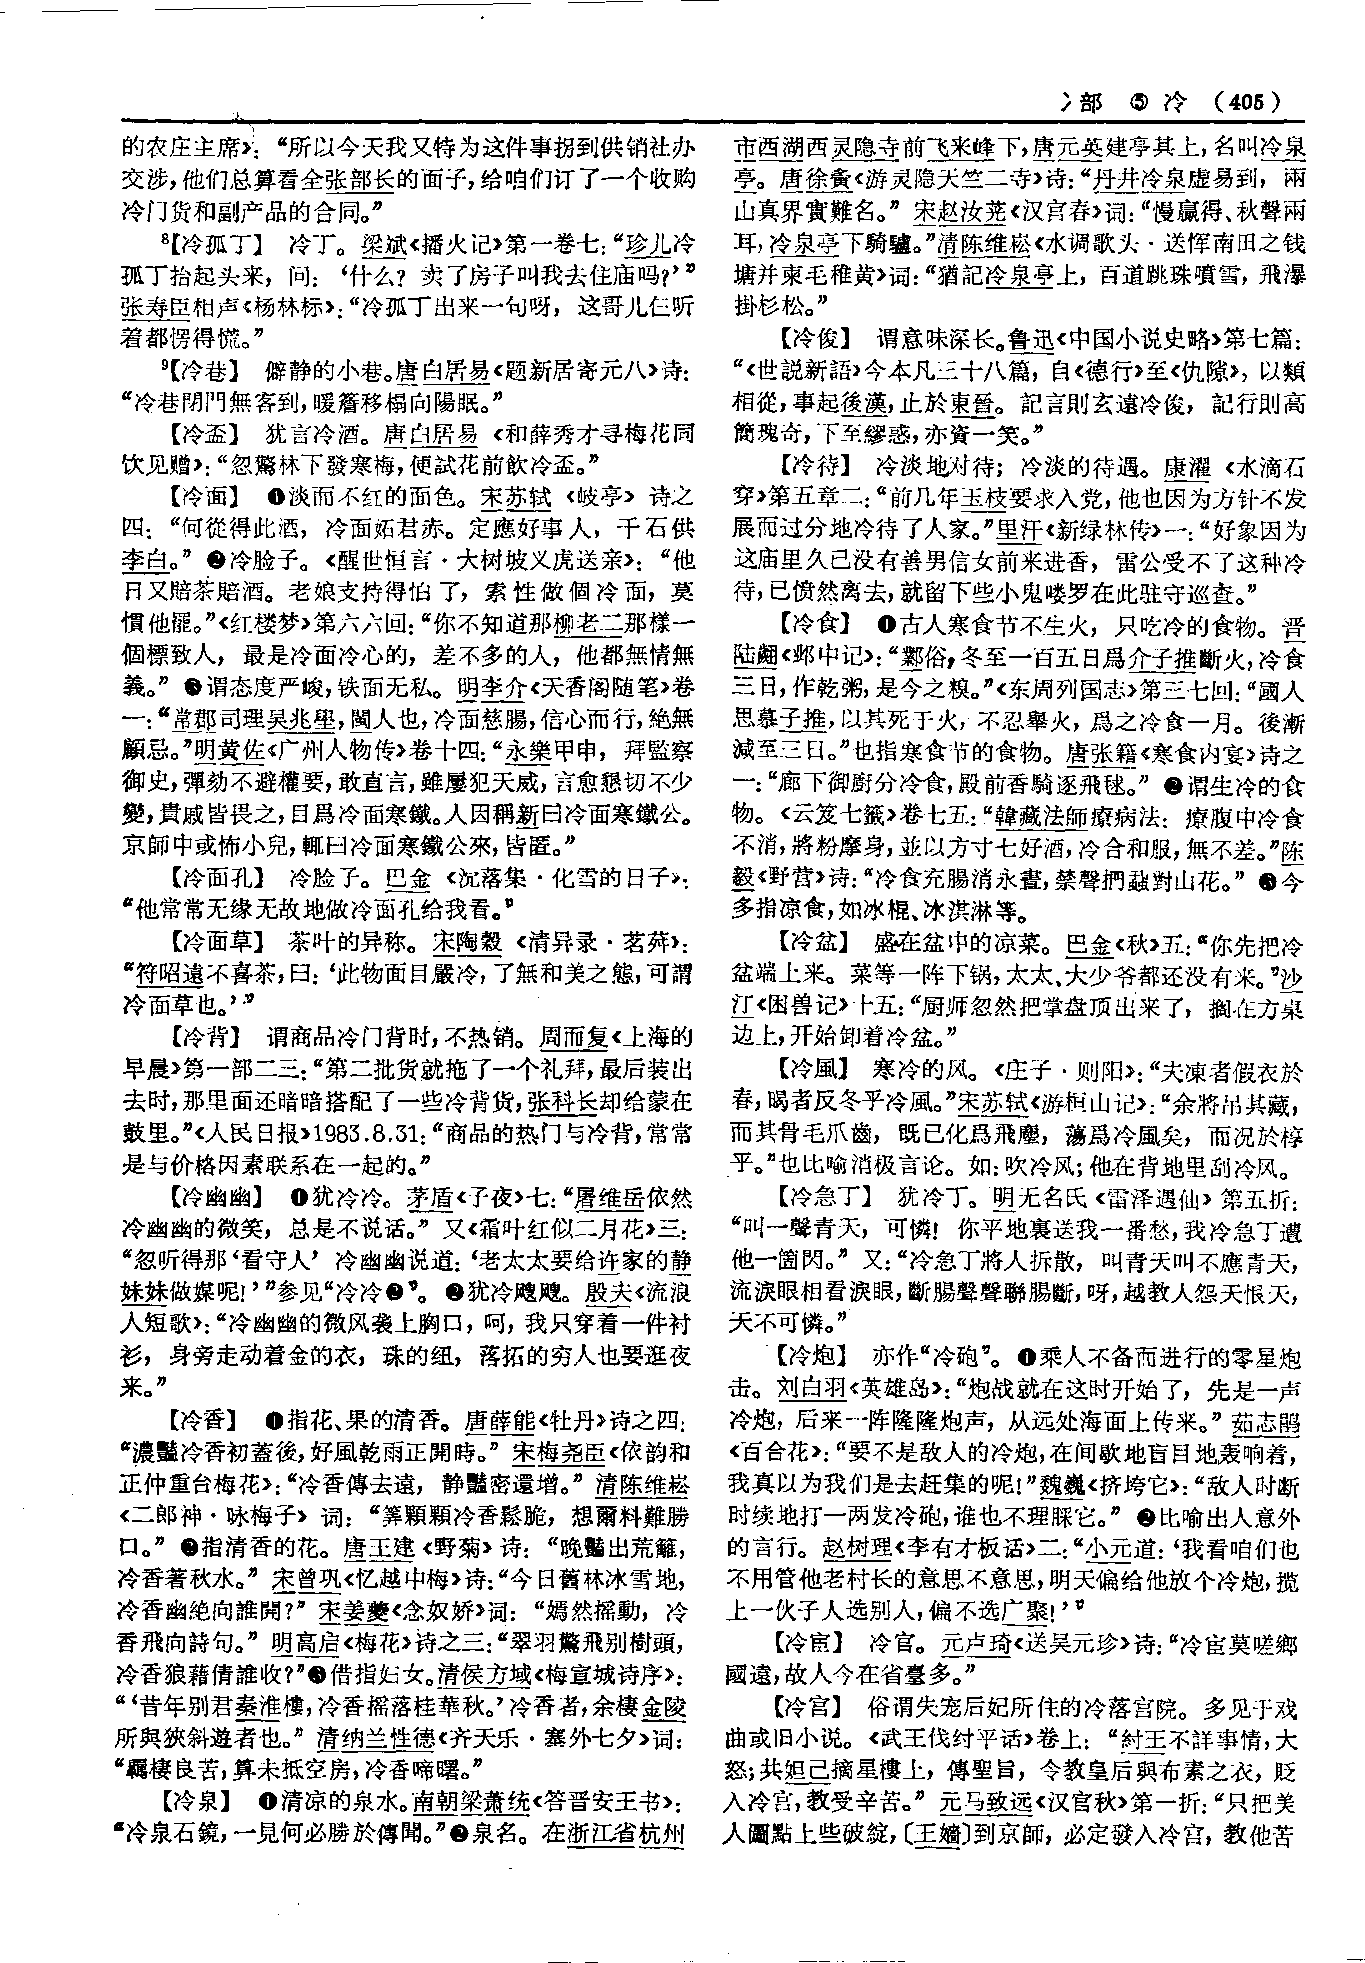 冫部 ⑤ 冷 （405）
的农庄主席》：“所以今天我又特为这件事拐到供销社办
交涉，他们总算看全张部长的面子，给咱们订了一个收购
冷门货和副产品的合同。”
8【冷孤丁】 冷丁。梁斌《播火记》第一卷七：“珍儿冷
孤丁抬起头来，问：‘什么？卖了房子叫我去住庙吗？’”
张寿臣相声《杨林标》：“冷孤丁出来一句呀，这哥儿仨听
着都愣得慌。”
9【冷巷】 僻静的小巷。唐白居易《题新居寄元八》诗：
“冷巷閉門無客到，暖簷移榻向陽眠。”
【冷盃】 犹言冷酒。唐白居易《和薛秀才寻梅花同
饮见赠》：“忽驚林下發寒梅，便試花前飲冷盃。”
【冷面】 ❶淡而不红的面色。宋苏轼《岐亭》诗之
四：“何從得此酒，冷面妬君赤。定應好事人，千石供
李白。”❷冷脸子。《醒世恒言·大树坡义虎送亲》：“他
日又賠茶賠酒。老娘支持得怕了，索性做個冷面，莫
慣他罷。”《红楼梦》第六六回：“你不知道那柳老二那樣一
個標致人，最是冷面冷心的，差不多的人，他都無情無
義。”❸谓态度严峻，铁面无私。明李介《天香阁随笔》卷
一：“常郡司理吴兆壆，閩人也，冷面慈腸，信心而行，絶無
顧忌。”明黄佐《广州人物传》卷十四：“永樂甲申，拜監察
御史，彈劾不避權要，敢直言，雖屢犯天威，言愈懇切不少
變，貴戚皆畏之，目爲冷面寒鐵。人因稱新曰冷面寒鐵公。
京師中或怖小兒，輒曰冷面寒鐵公來，皆匿。”
【冷面孔】 冷脸子。巴金《沉落集·化雪的日子》：
“他常常无缘无故地做冷面孔给我看。”
【冷面草】 茶叶的异称。宋陶穀《清异录·茗荈》：
“符昭遠不喜茶，曰：‘此物面目嚴冷，了無和美之態，可謂
冷面草也。’”
【冷背】 谓商品冷门背时，不热销。周而复《上海的
早晨》第一部二三：“第二批货就拖了一个礼拜，最后装出
去时，那里面还暗暗搭配了一些冷背货，张科长却给蒙在
鼓里。”《人民日报》1983.8.31：“商品的热门与冷背，常常
是与价格因素联系在一起的。”
【冷幽幽】 ❶犹冷冷。茅盾《子夜》七：“屠维岳依然
冷幽幽的微笑，总是不说话。”又《霜叶红似二月花》三：
“忽听得那‘看守人’冷幽幽说道：‘老太太要给许家的静
妹妹做媒呢！’”参见“冷冷❷”。❷犹冷飕飕。殷夫《流浪
人短歌》：“冷幽幽的微风袭上胸口，呵，我只穿着一件衬
衫，身旁走动着金的衣，珠的纽，落拓的穷人也要逛夜
来。”
【冷香】 ❶指花、果的清香。唐薛能《牡丹》诗之四：
“濃豔冷香初蓋後，好風乾雨正開時。”宋梅尧臣《依韵和
正仲重台梅花》：“冷香傳去遠，静豔密還增。”清陈维崧
《二郎神·咏梅子》词：“筭顆顆冷香鬆脆，想爾料難勝
口。”❷指清香的花。唐王建《野菊》诗：“晚豔出荒籬，
冷香著秋水。”宋曾巩《忆越中梅》诗：“今日舊林冰雪地，
冷香幽絶向誰開？”宋姜夔《念奴娇》词：“嫣然摇動，冷
香飛向詩句。”明高启《梅花》诗之三：“翠羽驚飛别樹頭，
冷香狼藉倩誰收？”❸借指妇女。清侯方域《梅宣城诗序》：
“‘昔年别君秦淮樓，冷香摇落桂華秋。’冷香者，余棲金陵
所與狹斜遊者也。”清纳兰性德《齐天乐·塞外七夕》词：
“羈棲良苦，算未抵空房，冷香啼曙。”
【冷泉】 ❶清凉的泉水。南朝梁萧统《答晋安王书》：
“冷泉石鏡，一見何必勝於傳聞。”❷泉名。在浙江省杭州
市西湖西灵隐寺前飞来峰下，唐元英建亭其上，名叫冷泉
亭。唐徐夤《游灵隐天竺二寺》诗：“丹井冷泉虚易到，兩
山真界實難名。”宋赵汝茪《汉宫春》词：“慢贏得、秋聲兩
耳，冷泉亭下騎驢。”清陈维崧《水调歌头·送恽南田之钱
塘并柬毛稚黄》词：“猶記冷泉亭上，百道跳珠噴雪，飛瀑
掛杉松。”
【冷俊】 谓意味深长。鲁迅《中国小说史略》第七篇：
“《世説新語》今本凡三十八篇，自《德行》至《仇隙》，以類
相從，事起後漢，止於東晉。記言則玄遠冷俊，記行則高
簡瑰奇，下至繆惑，亦資一笑。”
【冷待】 冷淡地对待；冷淡的待遇。康濯《水滴石
穿》第五章二：“前几年玉枝要求入党，他也因为方针不发
展而过分地冷待了人家。”里汗《新绿林传》一：“好象因为
这庙里久已没有善男信女前来进香，雷公受不了这种冷
待，已愤然离去，就留下些小鬼喽罗在此驻守巡查。”
【冷食】 ❶古人寒食节不生火，只吃冷的食物。晋
陆翽《邺中记》：“鄴俗，冬至一百五日爲介子推斷火，冷食
三日，作乾粥，是今之糗。”《东周列国志》第三七回：“國人
思慕子推，以其死于火，不忍舉火，爲之冷食一月。後漸
減至三日。”也指寒食节的食物。唐张籍《寒食内宴》诗之
一：“廊下御廚分冷食，殿前香騎逐飛毬。”❷谓生冷的食
物。《云笈七籤》卷七五：“韓藏法師療病法：療腹中冷食
不消，將粉摩身，並以方寸七好酒，冷合和服，無不差。”陈
毅《野营》诗：“冷食充腸消永晝，禁聲捫蝨對山花。”❸今
多指凉食，如冰棍、冰淇淋等。
【冷盆】 盛在盆中的凉菜。巴金《秋》五：“你先把冷
盆端上来。菜等一阵下锅，太太、大少爷都还没有来。”沙
汀《困兽记》十五：“厨师忽然把掌盘顶出来了，搁在方桌
边上，开始卸着冷盆。”
【冷風】 寒冷的风。《庄子·则阳》：“夫凍者假衣於
春，暍者反冬乎冷風。”宋苏轼《游桓山记》：“余將弔其藏，
而其骨毛爪齒，既已化爲飛塵，蕩爲冷風矣，而况於椁
乎。”也比喻消极言论。如：吹冷风；他在背地里刮冷风。
【冷急丁】 犹冷丁。明无名氏《雷泽遇仙》第五折：
“叫一聲青天，可憐！你平地裏送我一番愁，我冷急丁遭
他一箇閃。”又：“冷急丁將人拆散，叫青天叫不應青天，
流淚眼相看淚眼，斷腸聲聲聯腸斷，呀，越教人怨天恨天，
天不可憐。”
【冷炮】 亦作“冷砲”。❶乘人不备而进行的零星炮
击。刘白羽《英雄岛》：“炮战就在这时开始了，先是一声
冷炮，后来一阵隆隆炮声，从远处海面上传来。”茹志鹃
《百合花》：“要不是敌人的冷炮，在间歇地盲目地轰响着，
我真以为我们是去赶集的呢！”魏巍《挤垮它》：“敌人时断
时续地打一两发冷砲，谁也不理睬它。”❷比喻出人意外
的言行。赵树理《李有才板话》二：“小元道：‘我看咱们也
不用管他老村长的意思不意思，明天偏给他放个冷炮，揽
上一伙子人选别人，偏不选广聚！’”
【冷宦】 冷官。元卢琦《送吴元珍》诗：“冷宦莫嗟鄉
國遠，故人今在省臺多。”
【冷宫】 俗谓失宠后妃所住的冷落宫院。多见于戏
曲或旧小说。《武王伐纣平话》卷上：“紂王不詳事情，大
怒；共妲己摘星樓上，傳聖旨，令教皇后與布素之衣，貶
入冷宫，教受辛苦。”元马致远《汉宫秋》第一折：“只把美
人圖點上些破綻，〔王嬙〕到京師，必定發入冷宫，教他苦